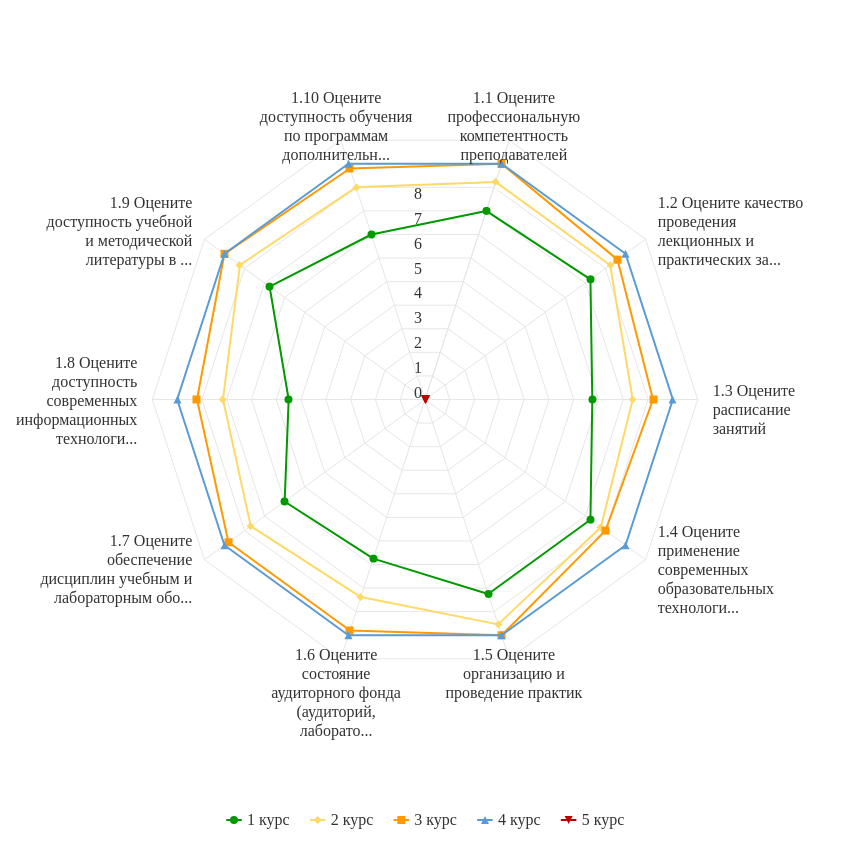 1.10 Оцените
доступность обучения
по программам
дополнительн...
1.1 Оцените
профессиональную
компетентность
преподавателей
1.9 Оцените
доступность учебной
и методической
литературы в ...
1.2 Оцените качество
проведения
лекционных и
практических за...
8
7
6
5
4
3
2
1
0
1.8 Оцените
доступность
современных
информационных
технологи...
1.3 Оцените
расписание
занятий
1.7 Оцените
обеспечение
дисциплин учебным и
лабораторным обо...
1.4 Оцените
применение
современных
образовательных
технологи...
1.6 Оцените
состояние
аудиторного фонда
(аудиторий,
лаборато...
1.5 Оцените
организацию и
проведение практик
1 курс 2 курс 3 курс 4 курс 5 курс